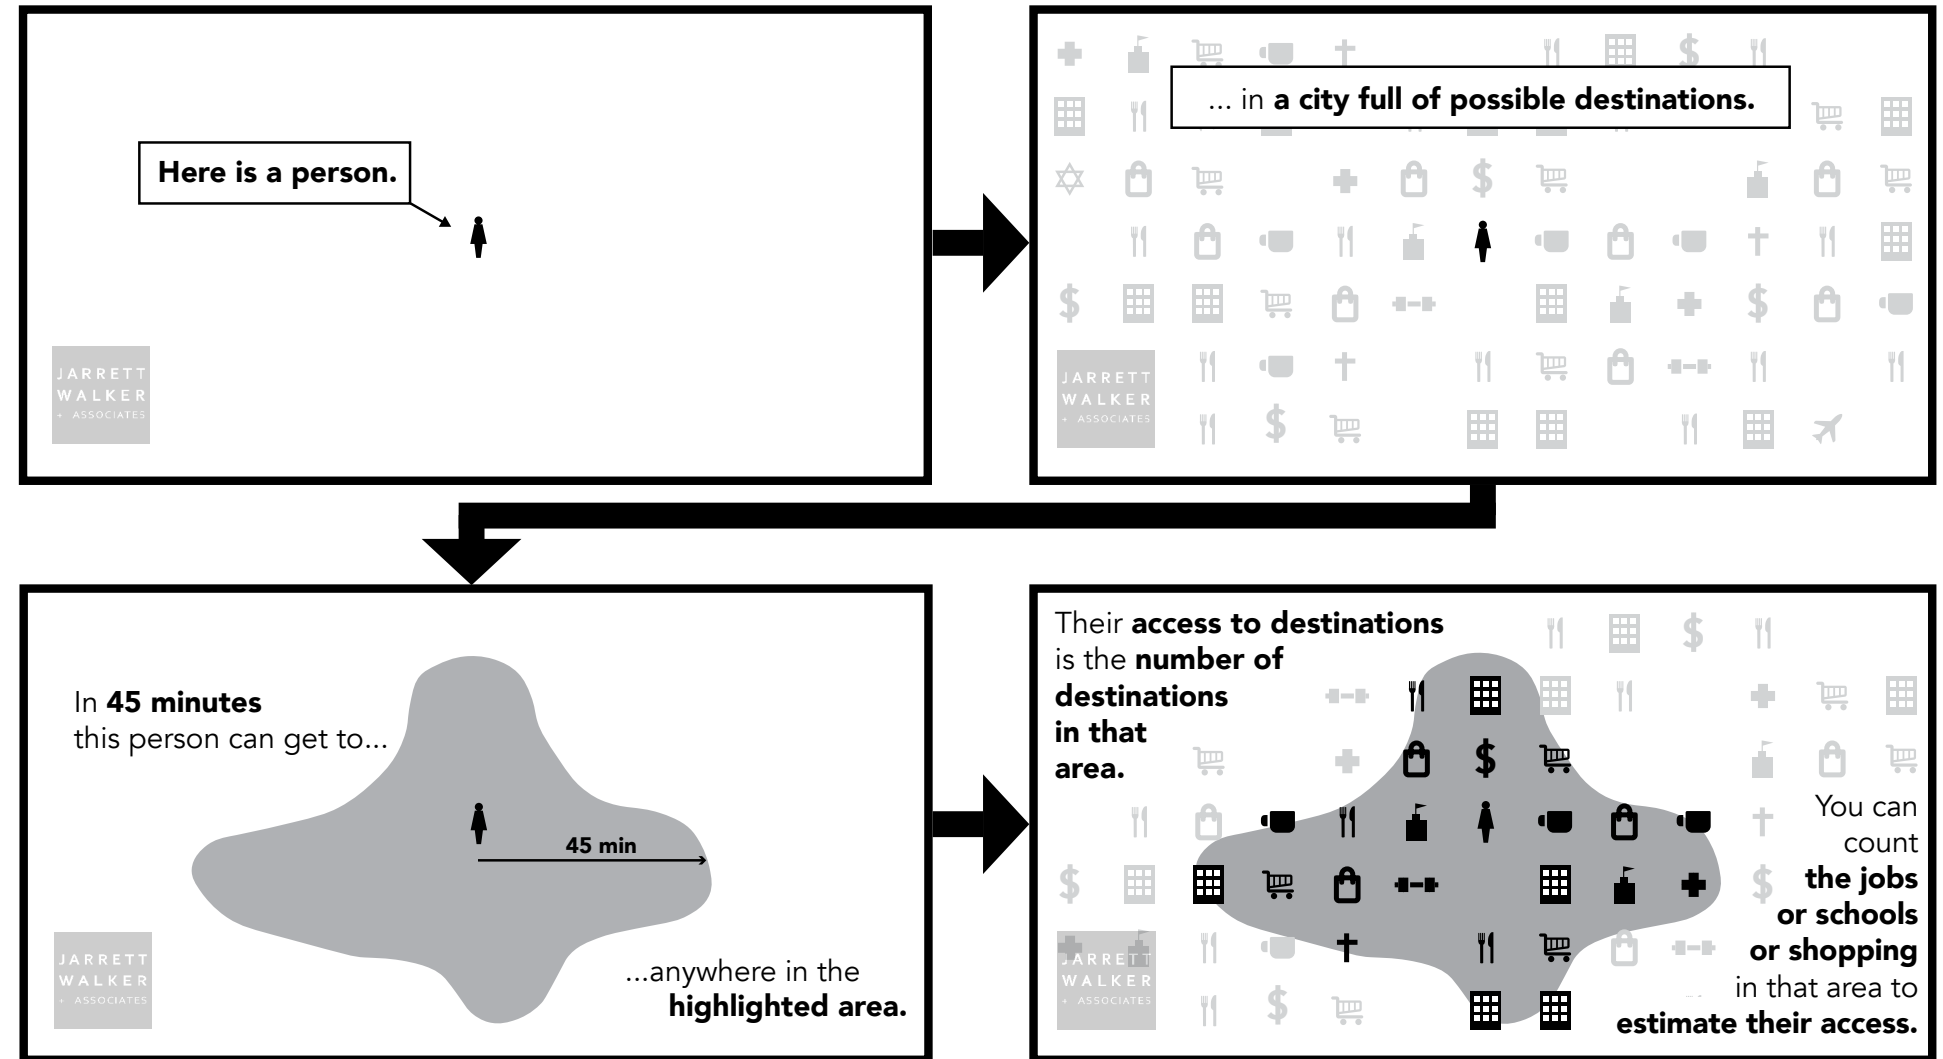 Here is a person.
JARRETT
WALKER
+ ASSOCIATES
... in a city full of possible destinations.
JARRETT
WALKER
+ ASSOCIATES
In 45 minutes
this person can get to...
45 min
...anywhere in the
highlighted area.
JARRETT
WALKER
+ ASSOCIATES
Their access to destinations
is the number of
destinations
in that
area.
You can
count
the jobs
or schools
or shopping
in that area to
estimate their access.
JARRETT
WALKER
+ ASSOCIATES